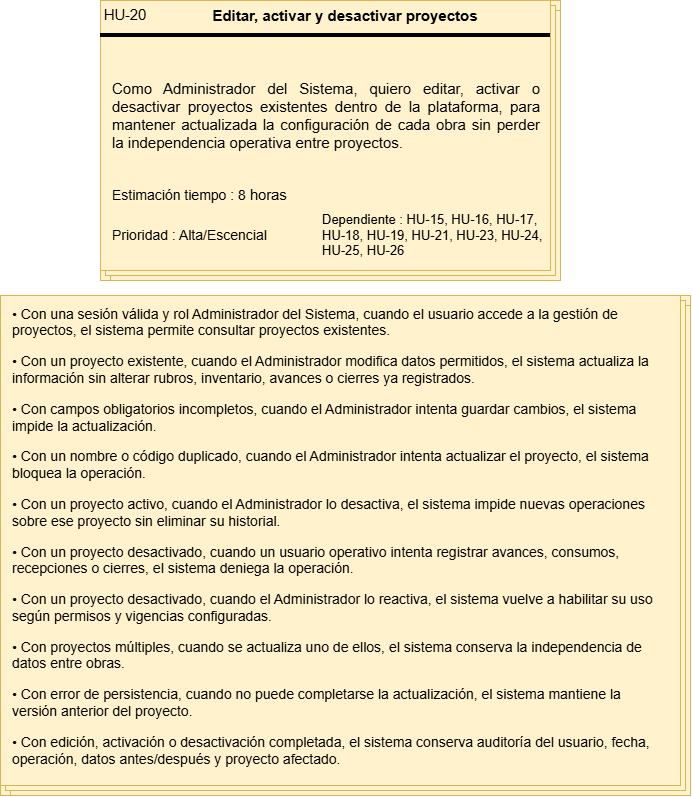 HU-20
Editar, activar y desactivar proyectos
Como Administrador del Sistema, quiero editar, activar o
desactivar proyectos existentes dentro de la plataforma, para
mantener actualizada la configuración de cada obra sin perder
la independencia operativa entre proyectos.
Estimación tiempo : 8 horas
Prioridad : Alta/Escencial
Dependiente : HU-15, HU-16, HU-17,
HU-18, HU-19, HU-21, HU-23, HU-24,
HU-25, HU-26
• Con una sesión válida y rol Administrador del Sistema, cuando el usuario accede a la gestión de
proyectos, el sistema permite consultar proyectos existentes.
• Con un proyecto existente, cuando el Administrador modifica datos permitidos, el sistema actualiza la
información sin alterar rubros, inventario, avances o cierres ya registrados.
• Con campos obligatorios incompletos, cuando el Administrador intenta guardar cambios, el sistema
impide la actualización.
• Con un nombre o código duplicado, cuando el Administrador intenta actualizar el proyecto, el sistema
bloquea la operación.
• Con un proyecto activo, cuando el Administrador lo desactiva, el sistema impide nuevas operaciones
sobre ese proyecto sin eliminar su historial.
• Con un proyecto desactivado, cuando un usuario operativo intenta registrar avances, consumos,
recepciones o cierres, el sistema deniega la operación.
• Con un proyecto desactivado, cuando el Administrador lo reactiva, el sistema vuelve a habilitar su uso
según permisos y vigencias configuradas.
• Con proyectos múltiples, cuando se actualiza uno de ellos, el sistema conserva la independencia de
datos entre obras.
• Con error de persistencia, cuando no puede completarse la actualización, el sistema mantiene la
versión anterior del proyecto.
• Con edición, activación o desactivación completada, el sistema conserva auditoría del usuario, fecha,
operación, datos antes/después y proyecto afectado.